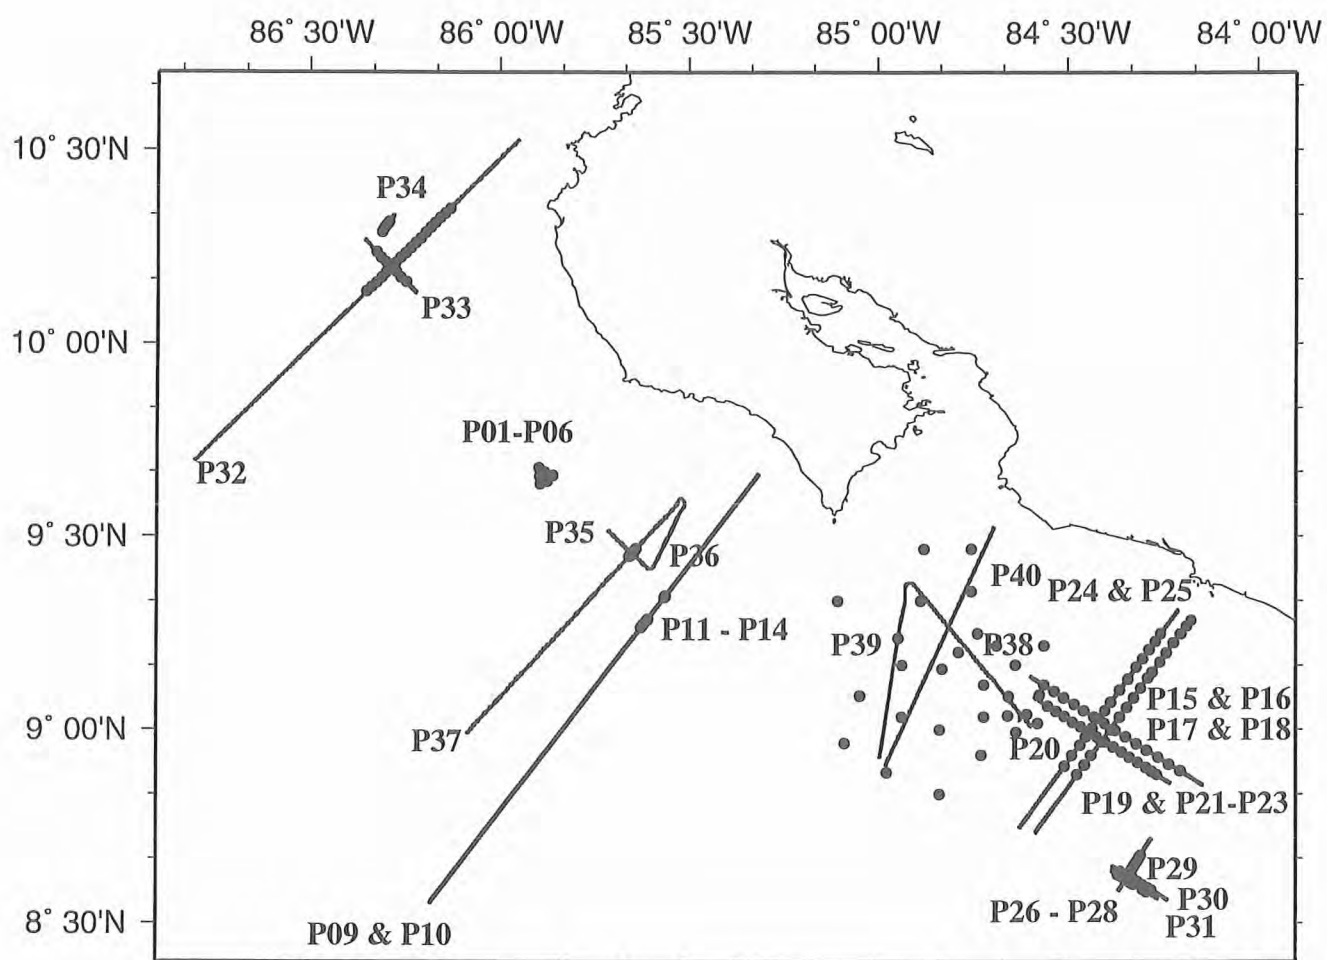 86° 30'W 86° 00'W 85° 30'W 85° 00'W 84° 30'W 84° 00'W
10° 30'N
P34
P33
10° 00'N
P01-P06
P32
9° 30'N
P35
P36
P40
P24 & P25
P11 - P14
P39
P38
P15 & P16
9° 00'N
P17 & P18
P37
P20
P19 & P21-P23
P29
P30
P26 - P28
8° 30'N
P31
P09 & P10